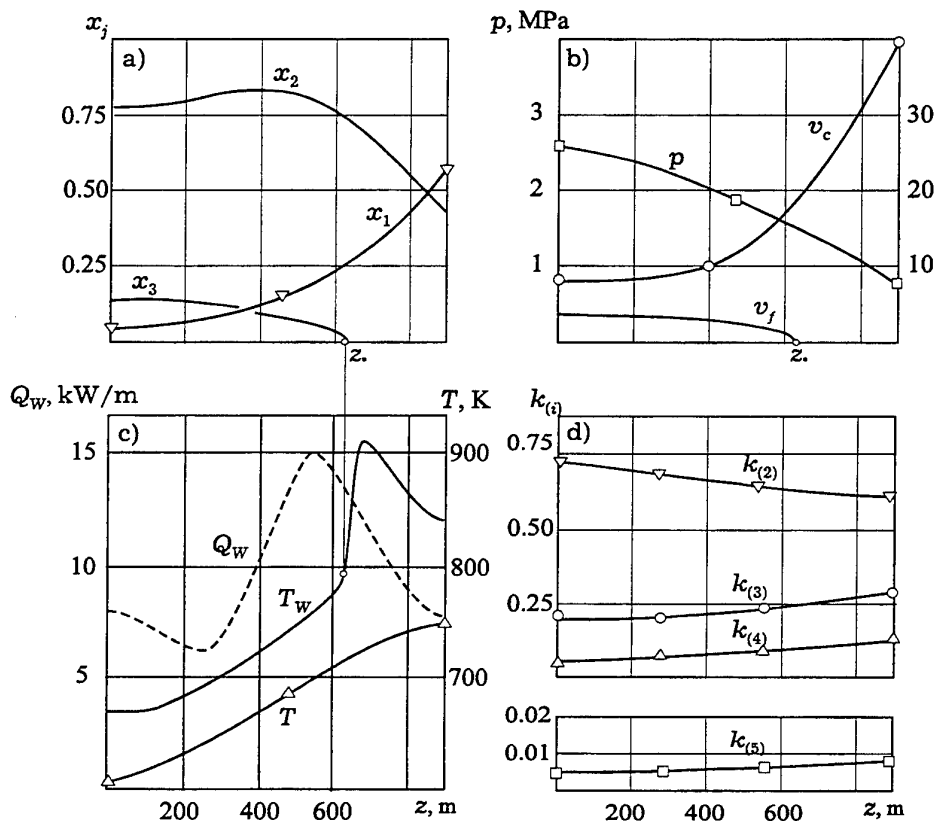 x_j p, MPa
a) b)
x_2
0.75 3 30
v_c
p
0.50 2 20
x_1
0.25 1 10
x_3
v_f
z. z.
Q_W, kW/m T, K k_(i)
c) d)
15 900 0.75
k_(2)
Q_W 0.50
10 800
T_W k_(3)
0.25
k_(4)
5 700
T 0.02
k_(5)
0.01
200 400 600 z, m 200 400 600 z, m